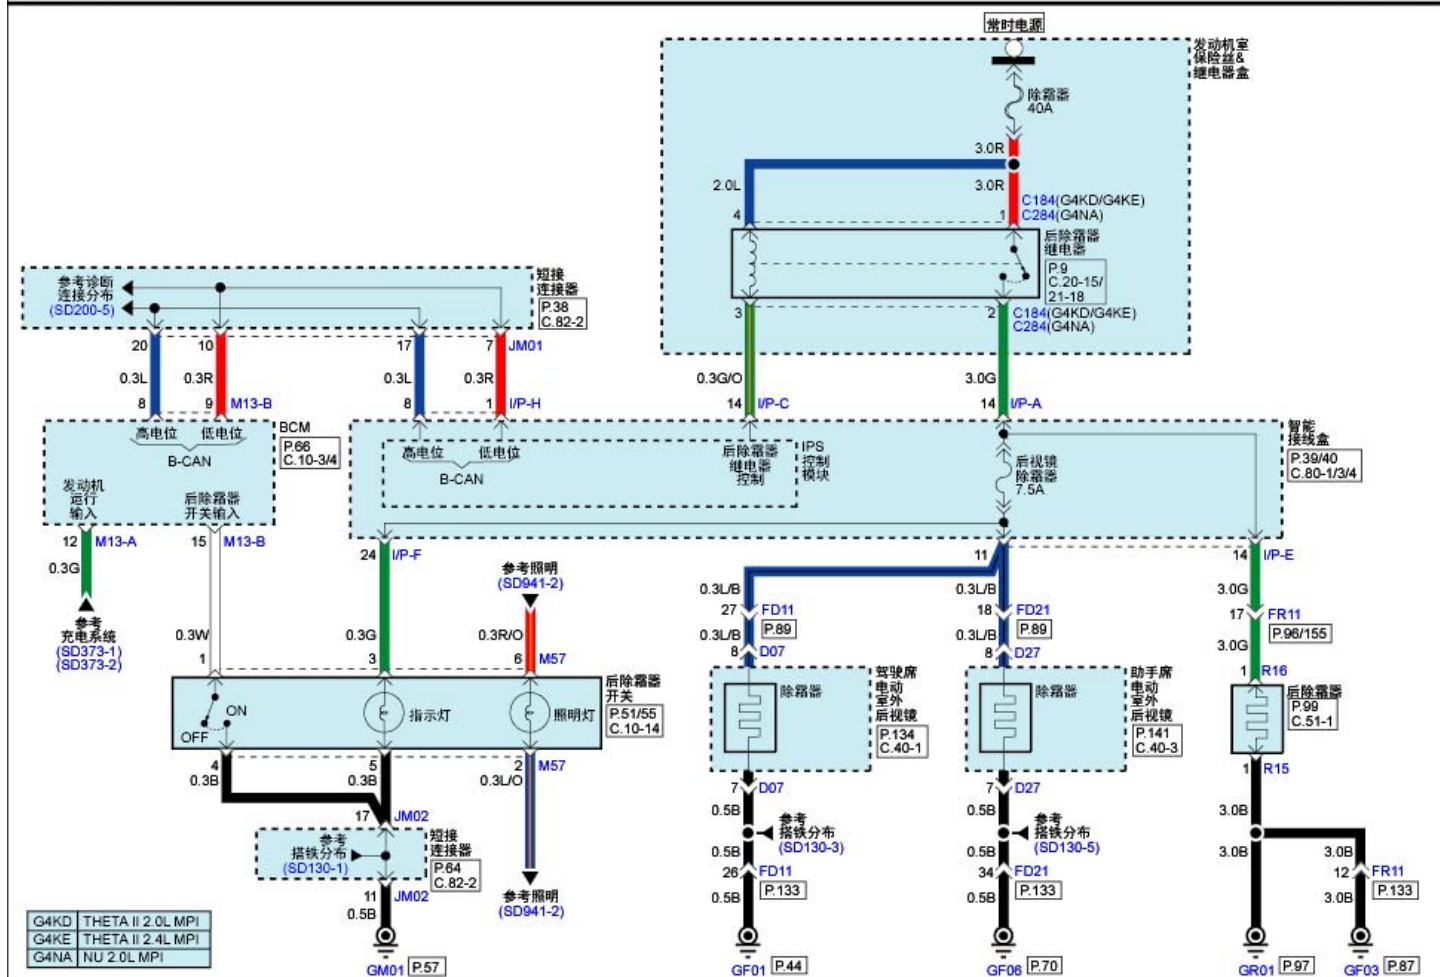 常时电源
发动机室
保险丝&
继电器盒
除霜器
40A
3.0R
2.0L
3.0R
C184(G4KD/G4KE)
4
1
C284(G4NA)
后除霜器
继电器
P.9
C.20-15/
21-18
3
2
C184(G4KD/G4KE)
C284(G4NA)
参考诊断
连接分布
(SD200-5)
短接
连接器
P.38
C.82-2
20
10
17
7
JM01
0.3L
0.3R
0.3L
0.3R
0.3G/O
3.0G
8
9
M13-B
8
1
I/P-H
14
I/P-C
14
I/P-A
BCM
P.66
C.10-3/4
高电位
低电位
B-CAN
发动机
运行
输入
后除霜器
开关输入
高电位
低电位
B-CAN
后除霜器
继电器
控制
IPS
控制
模块
后视镜
除霜器
7.5A
智能
接线盒
P.39/40
C.80-1/3/4
12
M13-A
15
M13-B
24
I/P-F
11
14
I/P-E
0.3G
参考
充电系统
(SD373-1)
(SD373-2)
参考照明
(SD941-2)
0.3L/B
0.3L/B
3.0G
27
FD11
P.89
18
FD21
P.89
17
FR11
P.96/155
0.3W
0.3G
0.3R/O
0.3L/B
0.3L/B
3.0G
1
3
6
M57
8
D07
8
D27
1
R16
后除霜器
开关
P.51/55
C.10-14
ON
OFF
指示灯
照明灯
除霜器
驾驶席
电动
室外
后视镜
P.134
C.40-1
除霜器
助手席
电动
室外
后视镜
P.141
C.40-3
后除霜器
P.99
C.51-1
4
5
2
M57
0.3B
0.3B
0.3L/O
7
D07
7
D27
1
R15
17
JM02
0.5B
0.5B
3.0B
参考
搭铁分布
(SD130-1)
短接
连接器
P.64
C.82-2
参考
搭铁分布
(SD130-3)
参考
搭铁分布
(SD130-5)
0.5B
0.5B
3.0B
3.0B
26
FD11
P.133
34
FD21
P.133
12
FR11
P.133
11
JM02
0.5B
参考照明
(SD941-2)
0.5B
0.5B
3.0B
G4KD THETA II 2.0L MPI
G4KE THETA II 2.4L MPI
G4NA NU 2.0L MPI
GM01
P.57
GF01
P.44
GF06
P.70
GR01
P.97
GF03
P.87